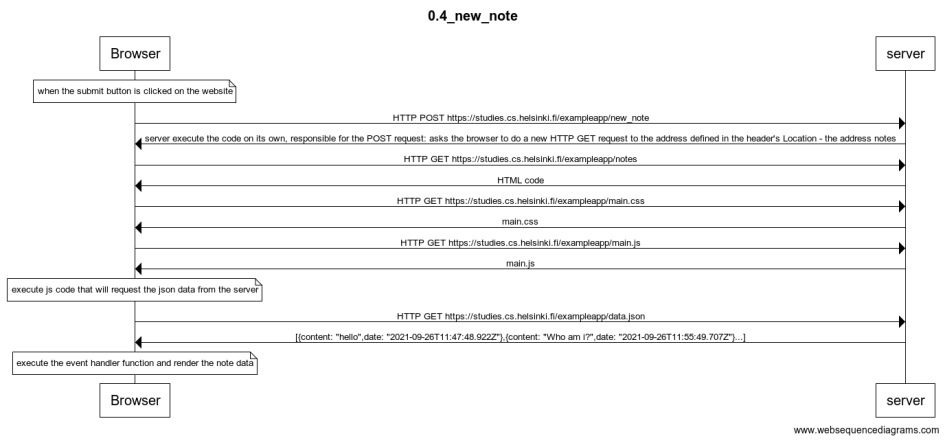 0.4_new_note
Browser
server
when the submit button is clicked on the website
HTTP POST https://studies.cs.helsinki.fi/exampleapp/new_note
server execute the code on its own, responsible for the POST request: asks the browser to do a new HTTP GET request to the address defined in the header's Location - the address notes
HTTP GET https://studies.cs.helsinki.fi/exampleapp/notes
HTML code
HTTP GET https://studies.cs.helsinki.fi/exampleapp/main.css
main.css
HTTP GET https://studies.cs.helsinki.fi/exampleapp/main.js
main.js
execute js code that will request the json data from the server
HTTP GET https://studies.cs.helsinki.fi/exampleapp/data.json
[{content: "hello",date: "2021-09-26T11:47:48.922Z"},{content: "Who am i?",date: "2021-09-26T11:55:49.707Z"}...]
execute the event handler function and render the note data
Browser
server
www.websequencediagrams.com